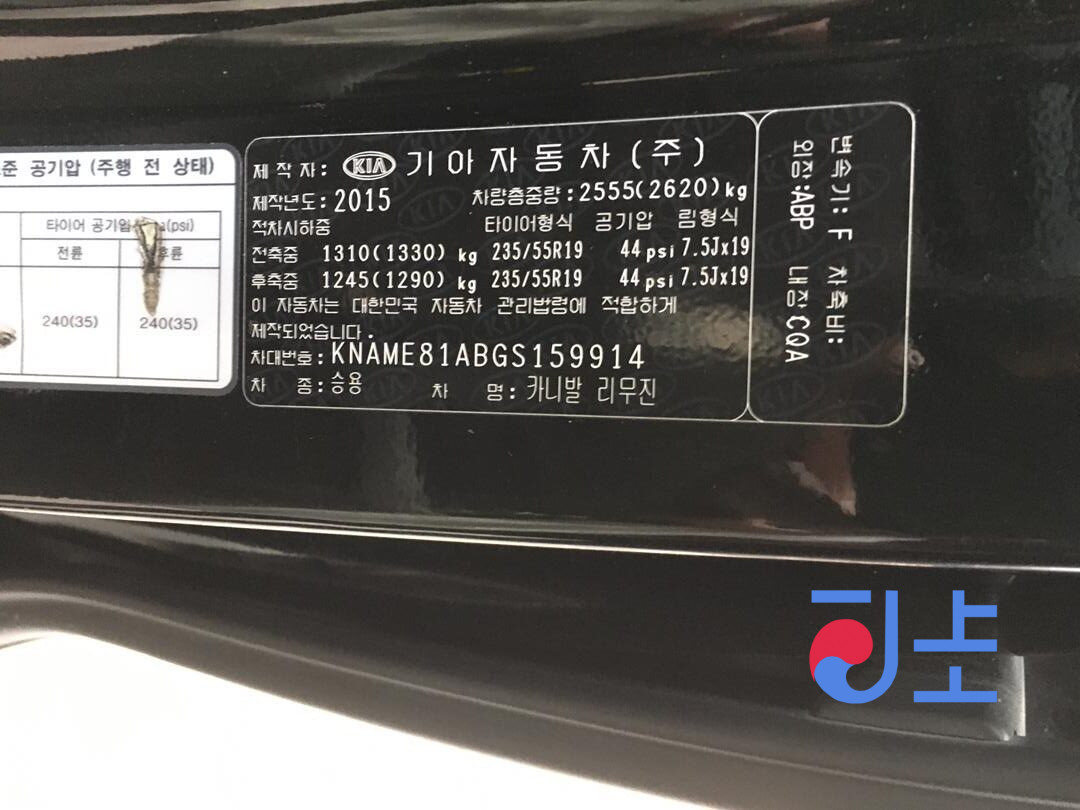 준 공기압 (주행 전 상태)
타이어 공기압 (psi)
전륜 후륜
240(35) 240(35)
제 작 자: KIA 기아자동차(주)
제작년도: 2015 차량총중량: 2555(2620)kg
적차시하중 타이어형식 공기압 림형식
전축중 1310(1330) kg 235/55R19 44 psi 7.5Jx19
후축중 1245(1290) kg 235/55R19 44 psi 7.5Jx19
이 자동차는 대한민국 자동차 관리법령에 적합하게
제작되었습니다.
차대번호: KNAME81ABGS159914
차 종: 승용 차 명: 카니발 리무진
변속기: F 차축비:
외장:ABP 내장CQA